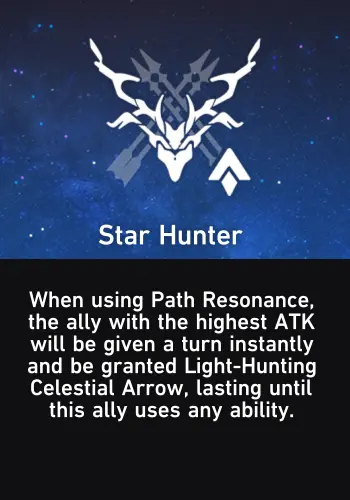 Star Hunter
When using Path Resonance,
the ally with the highest ATK
will be given a turn instantly
and be granted Light-Hunting
Celestial Arrow, lasting until
this ally uses any ability.